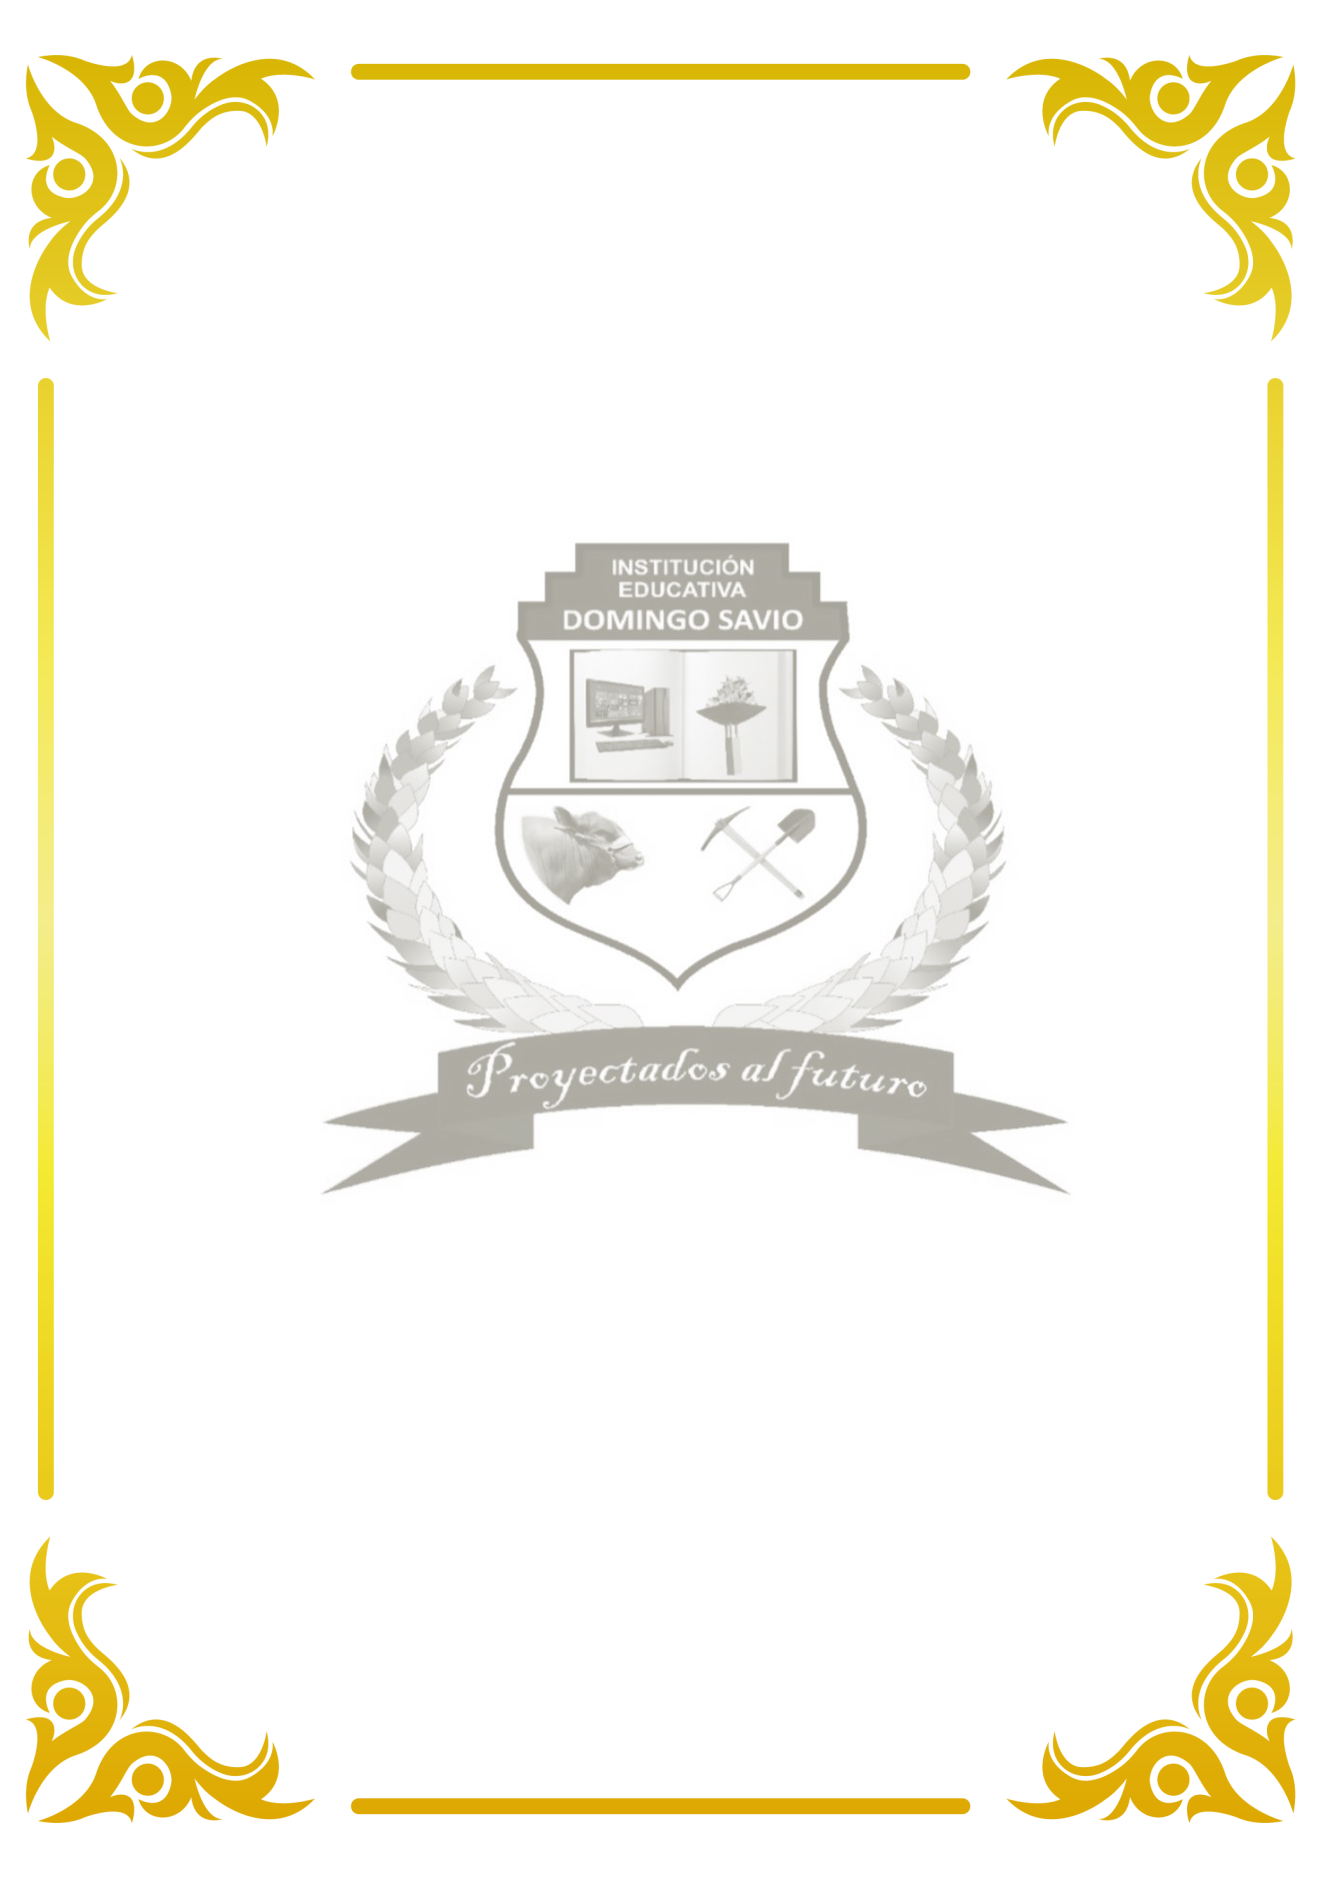 INSTITUCIÓN
EDUCATIVA
DOMINGO SAVIO
Proyectados al futuro